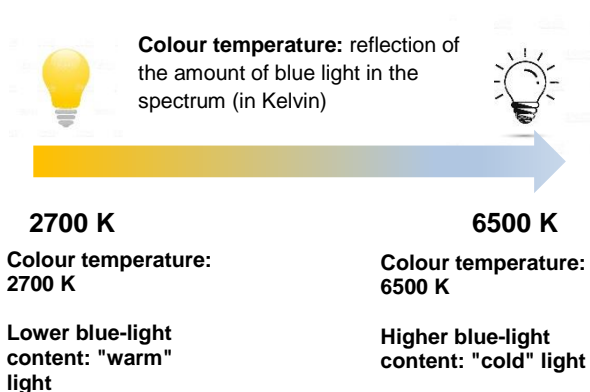 Colour temperature: reflection of
the amount of blue light in the
spectrum (in Kelvin)
2700 K
6500 K
Colour temperature:
2700 K
Lower blue-light
content: "warm"
light
Colour temperature:
6500 K
Higher blue-light
content: "cold" light